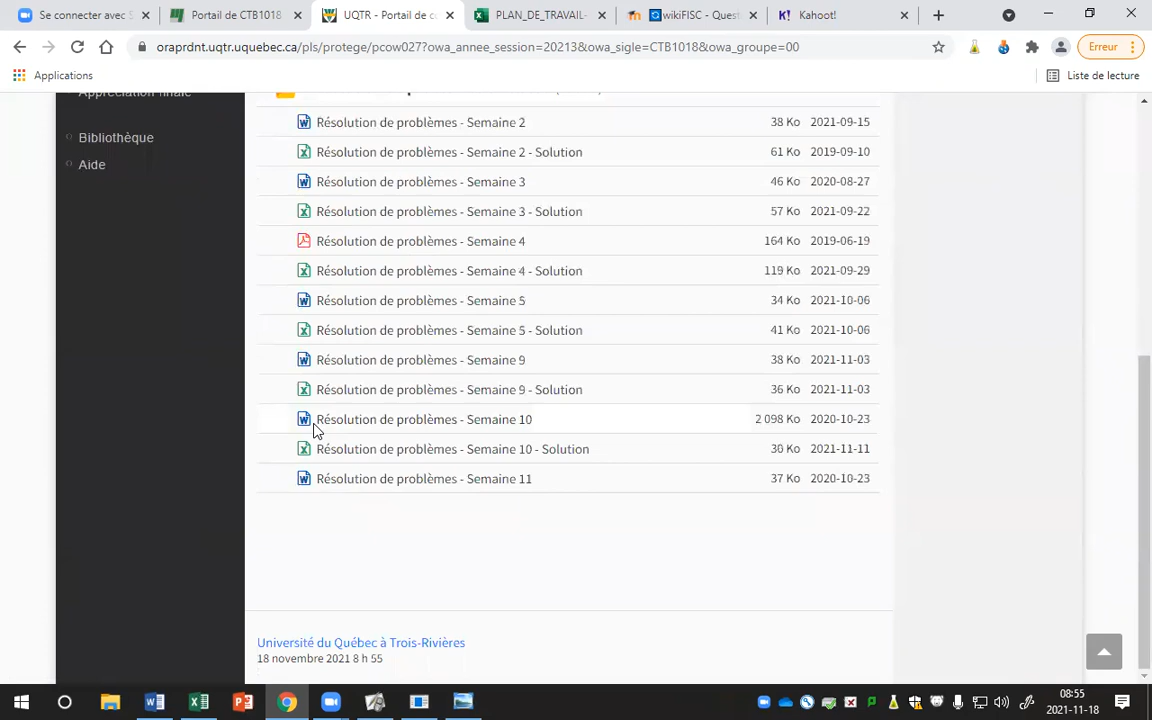 Se connecter avec S
Portail de CTB1018
UQTR - Portail de c
PLAN_DE_TRAVAIL-
wikiFISC - Quest
Kahoot!
oraprdnt.uqtr.uquebec.ca/pls/protege/pcow027?owa_annee_session=20213&owa_sigle=CTB1018&owa_groupe=00
Erreur
Applications
Liste de lecture
Appréciation finale
Bibliothèque
Aide
Résolution de problèmes - Semaine 2 38 Ko 2021-09-15
Résolution de problèmes - Semaine 2 - Solution 61 Ko 2019-09-10
Résolution de problèmes - Semaine 3 46 Ko 2020-08-27
Résolution de problèmes - Semaine 3 - Solution 57 Ko 2021-09-22
Résolution de problèmes - Semaine 4 164 Ko 2019-06-19
Résolution de problèmes - Semaine 4 - Solution 119 Ko 2021-09-29
Résolution de problèmes - Semaine 5 34 Ko 2021-10-06
Résolution de problèmes - Semaine 5 - Solution 41 Ko 2021-10-06
Résolution de problèmes - Semaine 9 38 Ko 2021-11-03
Résolution de problèmes - Semaine 9 - Solution 36 Ko 2021-11-03
Résolution de problèmes - Semaine 10 2 098 Ko 2020-10-23
Résolution de problèmes - Semaine 10 - Solution 30 Ko 2021-11-11
Résolution de problèmes - Semaine 11 37 Ko 2020-10-23
Université du Québec à Trois-Rivières
18 novembre 2021 8 h 55
08:55
2021-11-18